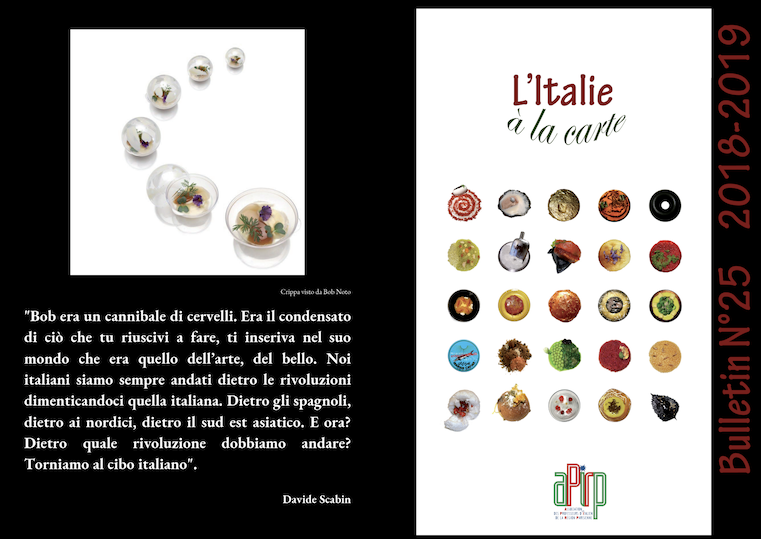 Crippa visto da Bob Noto
"Bob era un cannibale di cervelli. Era il condensato
di ciò che tu riuscivi a fare, ti inseriva nel suo
mondo che era quello dell'arte, del bello. Noi
italiani siamo sempre andati dietro le rivoluzioni
dimenticandoci quella italiana. Dietro gli spagnoli,
dietro ai nordici, dietro il sud est asiatico. E ora?
Dietro quale rivoluzione dobbiamo andare?
Torniamo al cibo italiano".
Davide Scabin
L'Italie
à la carte
aPirp
Bulletin N°25 2018-2019